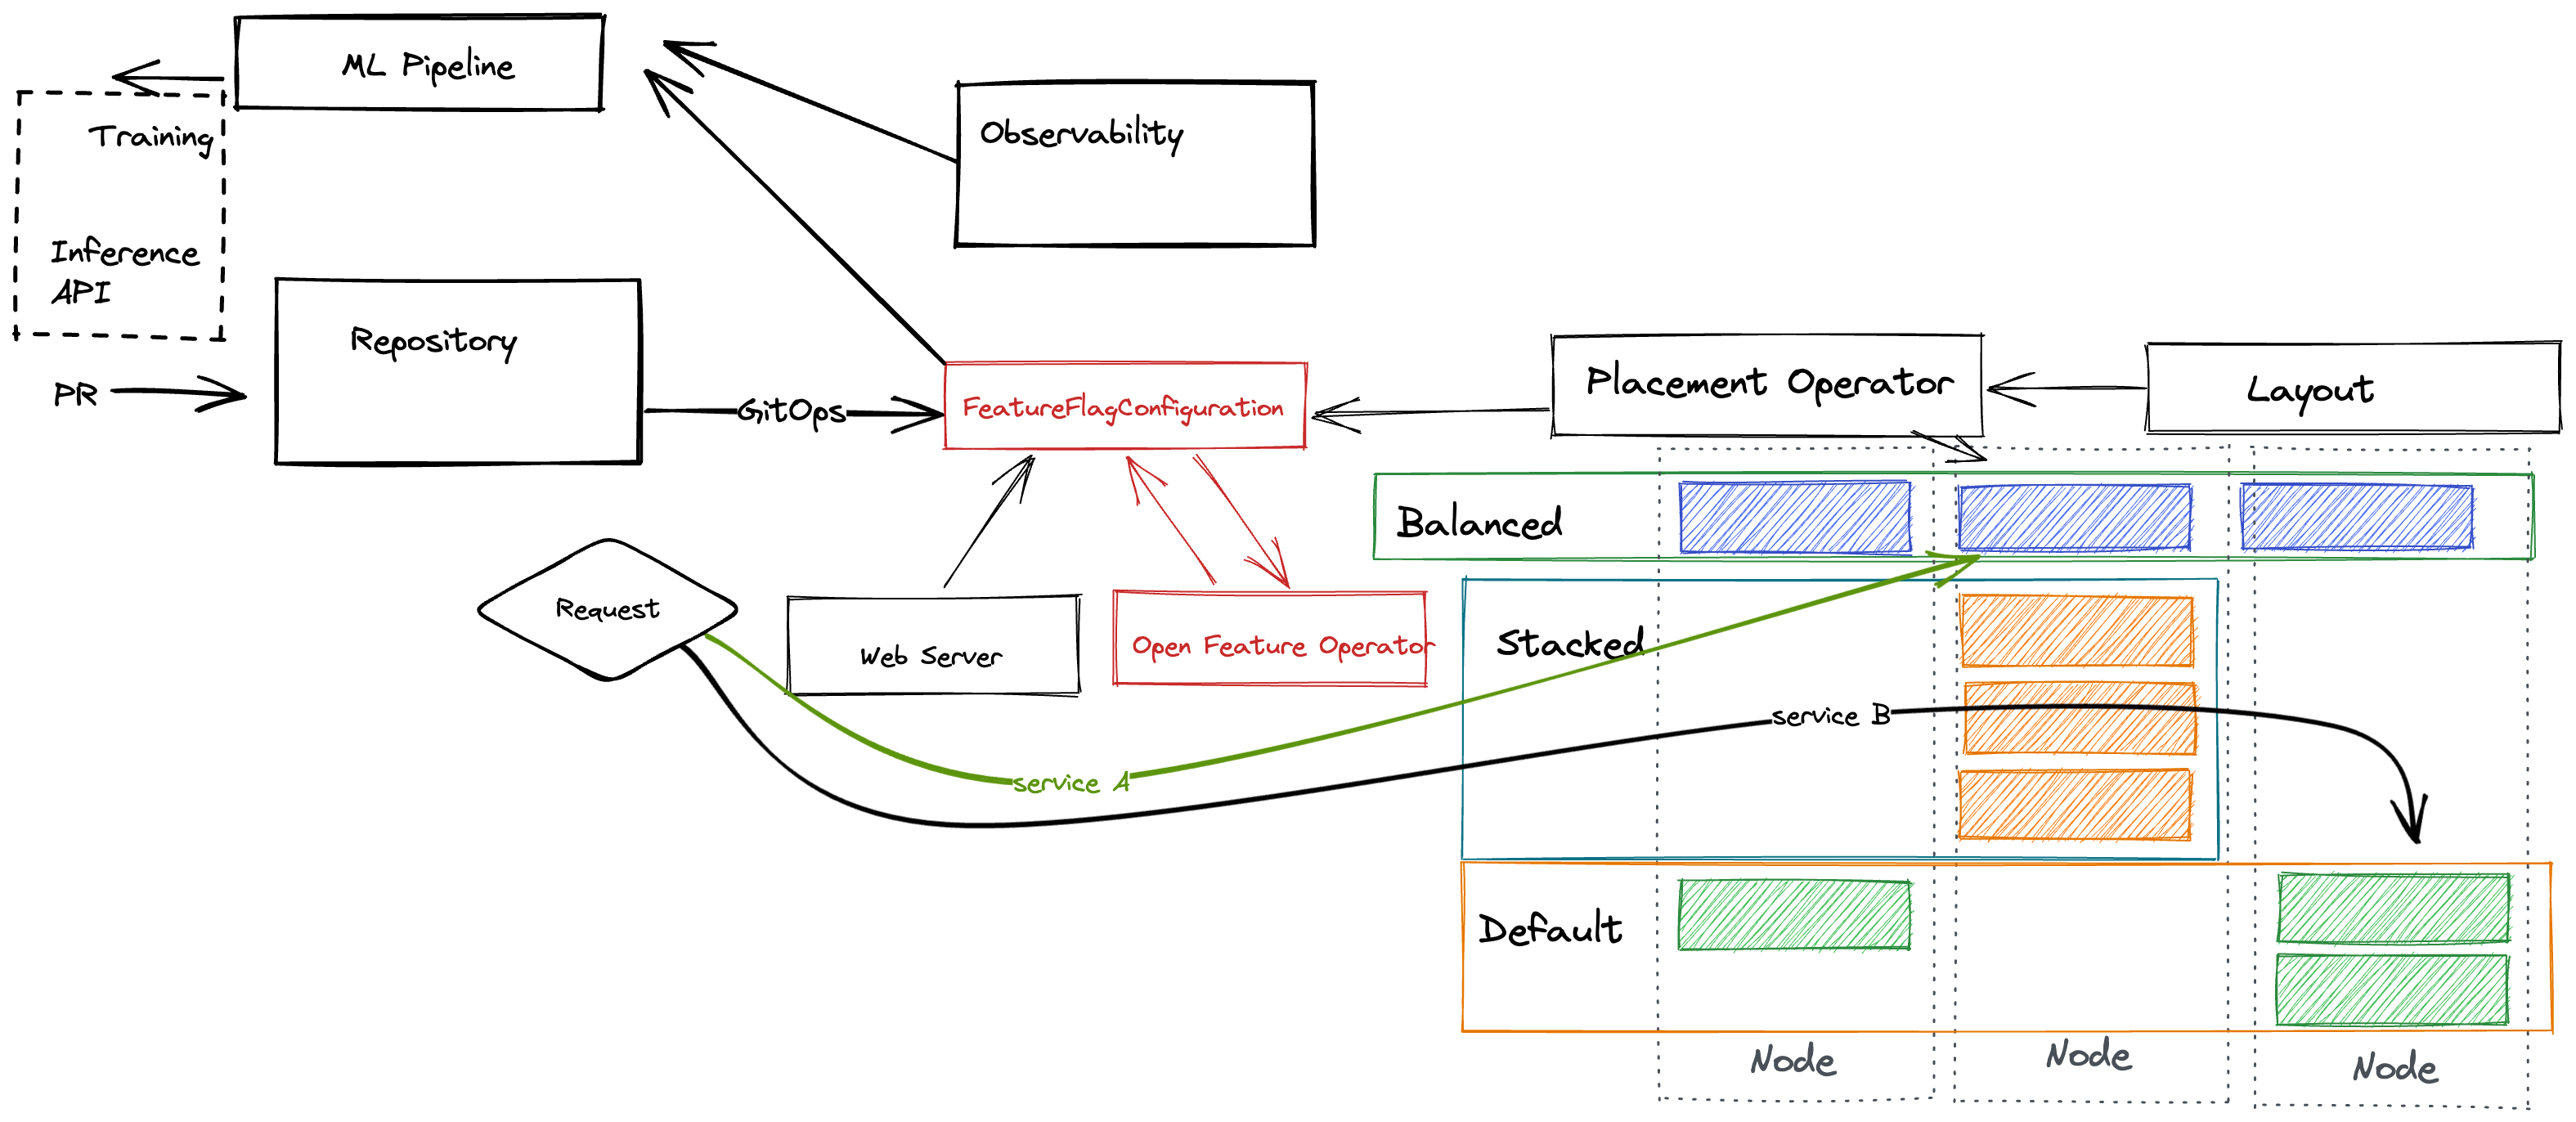 ML Pipeline
Training
Inference
API
Observability
Repository
PR
GitOps
FeatureFlagConfiguration
Placement Operator
Layout
Request
Web Server
Open Feature Operator
service A
service B
Balanced
Stacked
Default
Node
Node
Node